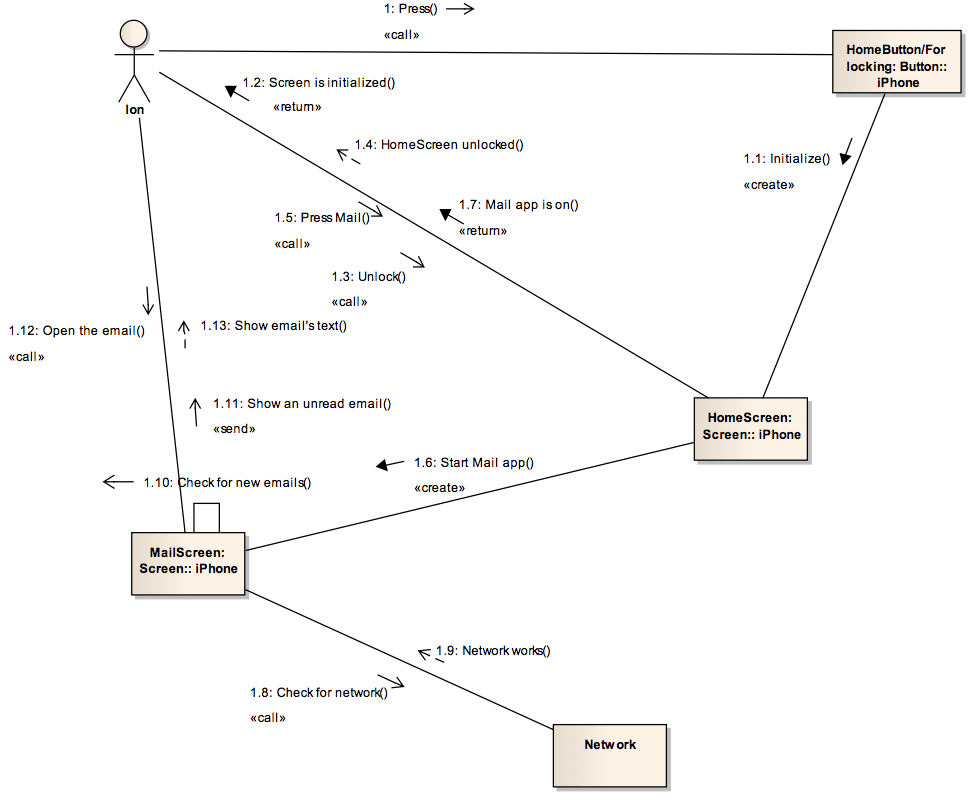 1: Press()
«call»
HomeButton/For
locking: Button::
iPhone
Ion
1.2: Screen is initialized()
«return»
1.4: HomeScreen unlocked()
1.1: Initialize()
«create»
1.7: Mail app is on()
«return»
1.5: Press Mail()
«call»
1.3: Unlock()
«call»
1.12: Open the email()
«call»
1.13: Show email's text()
1.11: Show an unread email()
«send»
HomeScreen:
Screen:: iPhone
1.6: Start Mail app()
«create»
1.10: Check for new emails()
MailScreen:
Screen:: iPhone
1.9: Network works()
1.8: Check for network()
«call»
Network